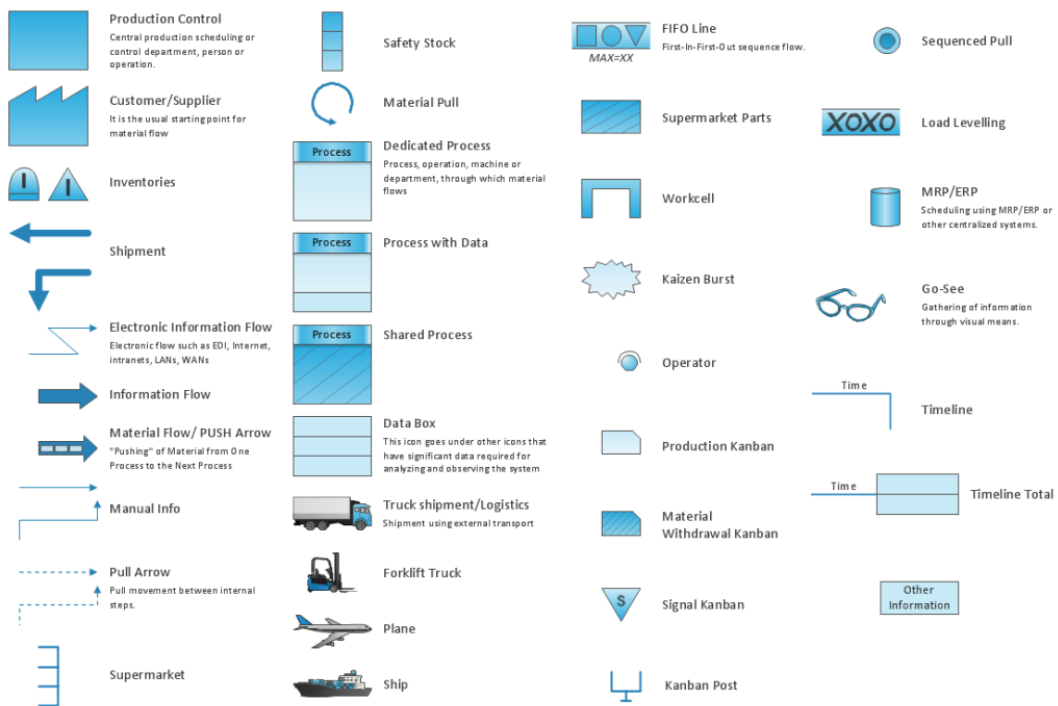 Production Control
Central production scheduling or
control department, person or
operation.
Customer/Supplier
It is the usual starting point for
material flow
I
I
Inventories
Shipment
Electronic Information Flow
Electronic flow such as EDI, Internet,
intranets, LANs, WANs
Information Flow
Material Flow/ PUSH Arrow
"Pushing" of Material from One
Process to the Next Process
Manual Info
Pull Arrow
Pull movement between internal
steps.
Supermarket
Safety Stock
Material Pull
Process
Dedicated Process
Process, operation, machine or
department, through which material
flows
Process
Process with Data
Process
Shared Process
Data Box
This icon goes under other icons that
have significant data required for
analyzing and observing the system
Truck shipment/Logistics
Shipment using external transport
Forklift Truck
Plane
Ship
MAX=XX
FIFO Line
First-In-First-Out sequence flow.
Supermarket Parts
Workcell
Kaizen Burst
Operator
Production Kanban
Material
Withdrawal Kanban
S
Signal Kanban
Kanban Post
Sequenced Pull
XOXO
Load Levelling
MRP/ERP
Scheduling using MRP/ERP or
other centralized systems.
Go-See
Gathering of information
through visual means.
Time
Timeline
Time
Timeline Total
Other
Information